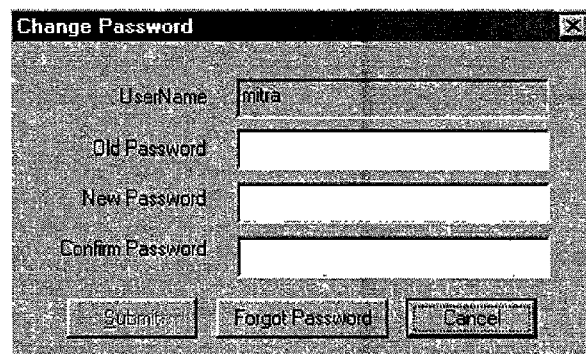 Change Password
UserName mitra
Old Password
New Password
Confirm Password
Submit Forgot Password Cancel